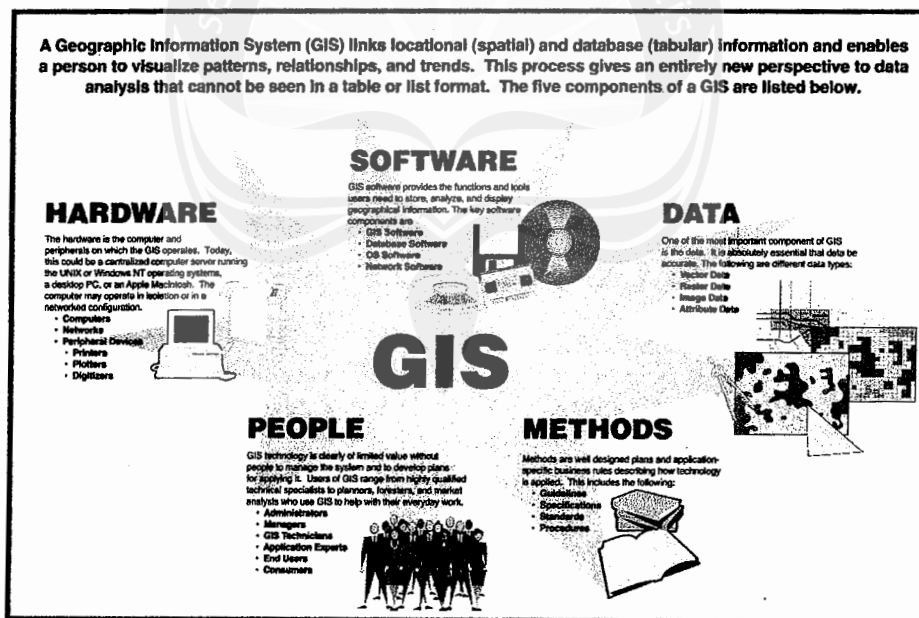 A Geographic Information System (GIS) links locational (spatial) and database (tabular) information and enables
a person to visualize patterns, relationships, and trends. This process gives an entirely new perspective to data
analysis that cannot be seen in a table or list format. The five components of a GIS are listed below.
SOFTWARE
GIS software provides the functions and tools
users need to store, analyze, and display
geographical information. The key software
components are
• GIS Software
• Database Software
• OS Software
• Network Software
HARDWARE
The hardware is the computer and
peripherals on which the GIS operates. Today,
this could be a centralized computer server running
the UNIX or Windows NT operating systems,
a desktop PC, or an Apple Macintosh. The
computer may operate in isolation or in a
networked configuration.
• Computers
• Networks
• Peripheral Devices
• Printers
• Plotters
• Digitizers
DATA
One of the most important component of GIS
is the data. It is absolutely essential that data be
accurate. The following are different data types:
• Vector Data
• Raster Data
• Image Data
• Attribute Data
GIS
PEOPLE
GIS technology is clearly of limited value without
people to manage the system and to develop plans
for applying it. Users of GIS range from highly qualified
technical specialists to plannors, foresters, and market
analysts who use GIS to help with their everyday work.
• Administrators
• Managers
• GIS Technicians
• Application Experts
• End Users
• Consumers
METHODS
Methods are well designed plans and application-
specific business rules describing how technology
is applied. This includes the following:
• Guidelines
• Specifications
• Standards
• Procedures